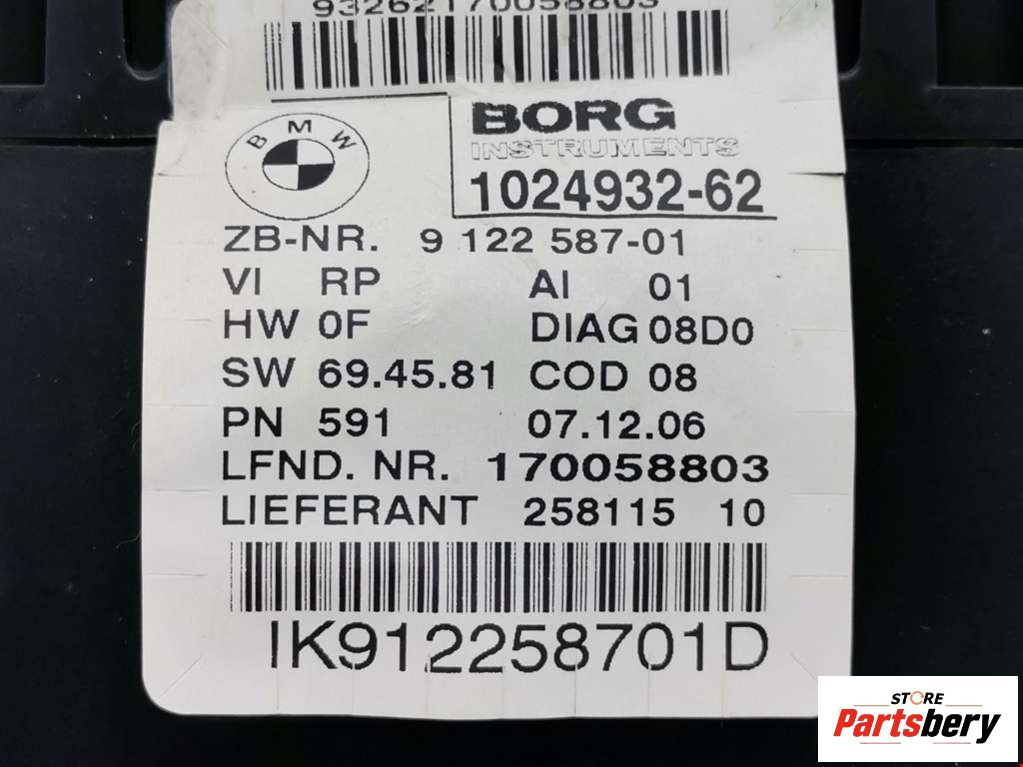 93262170058803
BMW
BORG
INSTRUMENTS
1024932-62
ZB-NR. 9 122 587-01
VI RP AI 01
HW 0F DIAG 08D0
SW 69.45.81 COD 08
PN 591 07.12.06
LFND. NR. 170058803
LIEFERANT 258115 10
IK912258701D
STORE
Partsbery